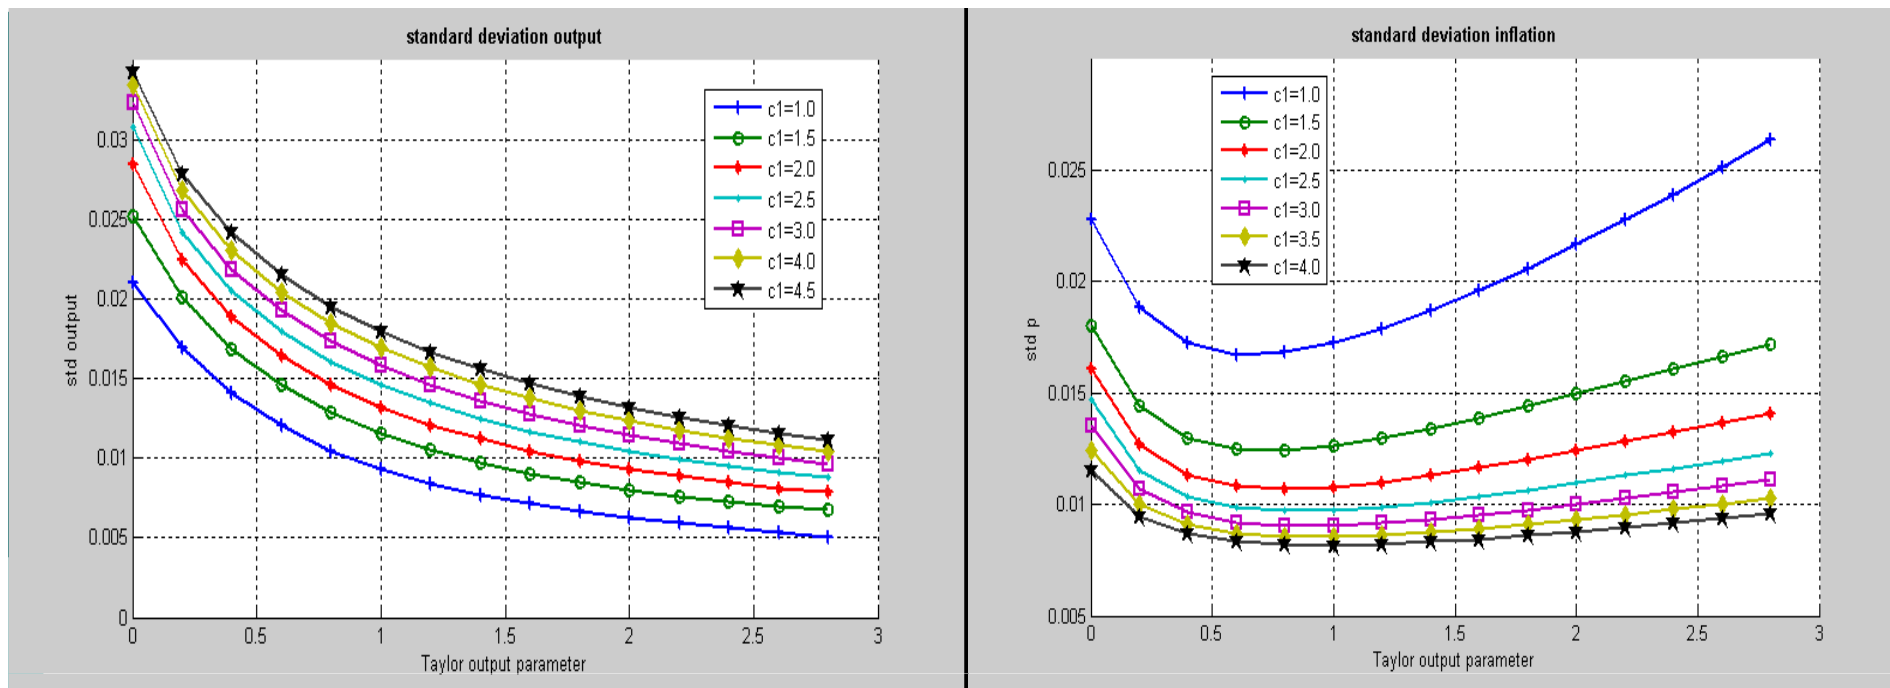 standard deviation output
c1=1.0
c1=1.5
c1=2.0
c1=2.5
c1=3.0
c1=4.0
c1=4.5
0.03
0.025
0.02
0.015
0.01
0.005
0
std output
0 0.5 1 1.5 2 2.5 3
Taylor output parameter
standard deviation inflation
c1=1.0
c1=1.5
c1=2.0
c1=2.5
c1=3.0
c1=3.5
c1=4.0
0.025
0.02
0.015
0.01
0.005
std p
0 0.5 1 1.5 2 2.5 3
Taylor output parameter